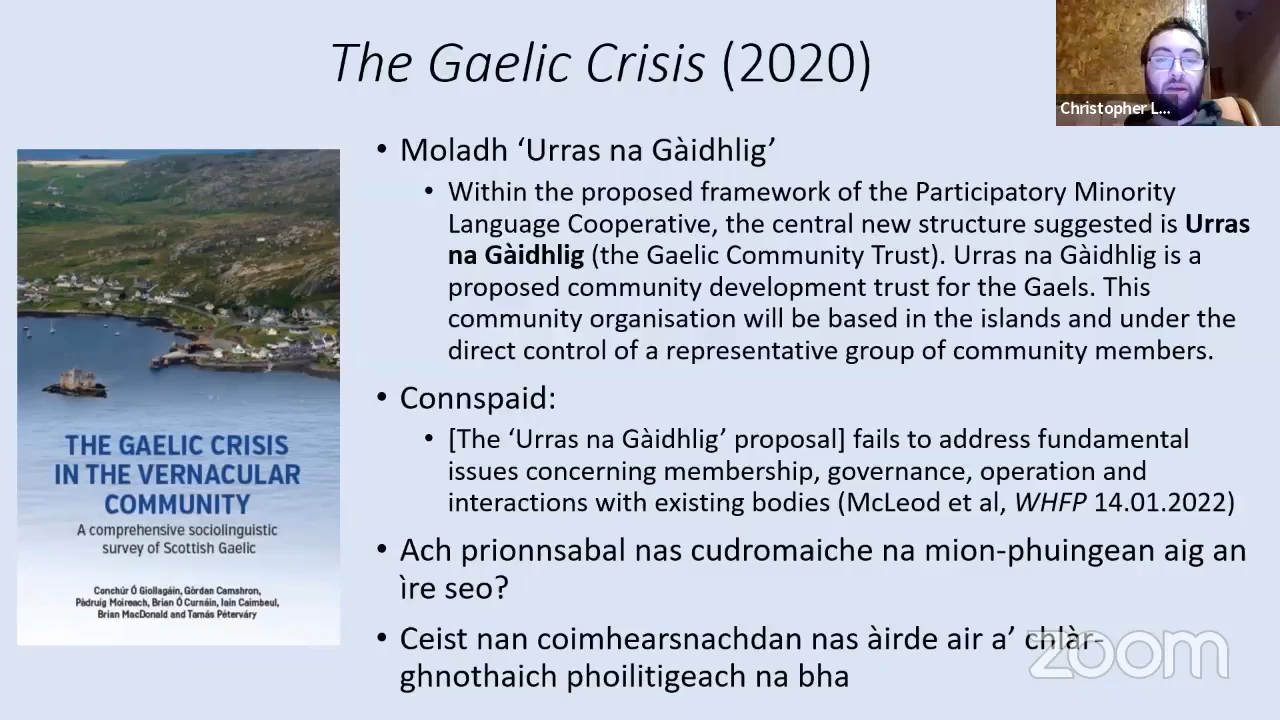 The Gaelic Crisis (2020)
Christopher L...
• Moladh ‘Urras na Gàidhlig’
• Within the proposed framework of the Participatory Minority
Language Cooperative, the central new structure suggested is Urras
na Gàidhlig (the Gaelic Community Trust). Urras na Gàidhlig is a
proposed community development trust for the Gaels. This
community organisation will be based in the islands and under the
direct control of a representative group of community members.
• Connspaid:
• [The ‘Urras na Gàidhlig’ proposal] fails to address fundamental
issues concerning membership, governance, operation and
interactions with existing bodies (McLeod et al, WHFP 14.01.2022)
• Ach prionnsabal nas cudromaiche na mion-phuingean aig an
ìre seo?
• Ceist nan coimhearsnachdan nas àirde air a’ chlàr-
ghnothaich phoilitigeach na bha
THE GAELIC CRISIS
IN THE VERNACULAR
COMMUNITY
A comprehensive sociolinguistic
survey of Scottish Gaelic
Conchúr Ó Giollagáin, Gòrdan Camshron,
Pàdruig Moireach, Brian Ó Curnáin, Iain Caimbeul,
Brian MacDonald and Tamás Péterváry
zoom